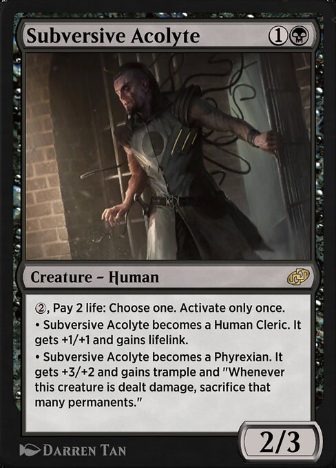 Subversive Acolyte 1
Creature – Human
2, Pay 2 life: Choose one. Activate only once.
• Subversive Acolyte becomes a Human Cleric. It
gets +1/+1 and gains lifelink.
• Subversive Acolyte becomes a Phyrexian. It
gets +3/+2 and gains trample and "Whenever
this creature is dealt damage, sacrifice that
many permanents."
Darren Tan
2/3